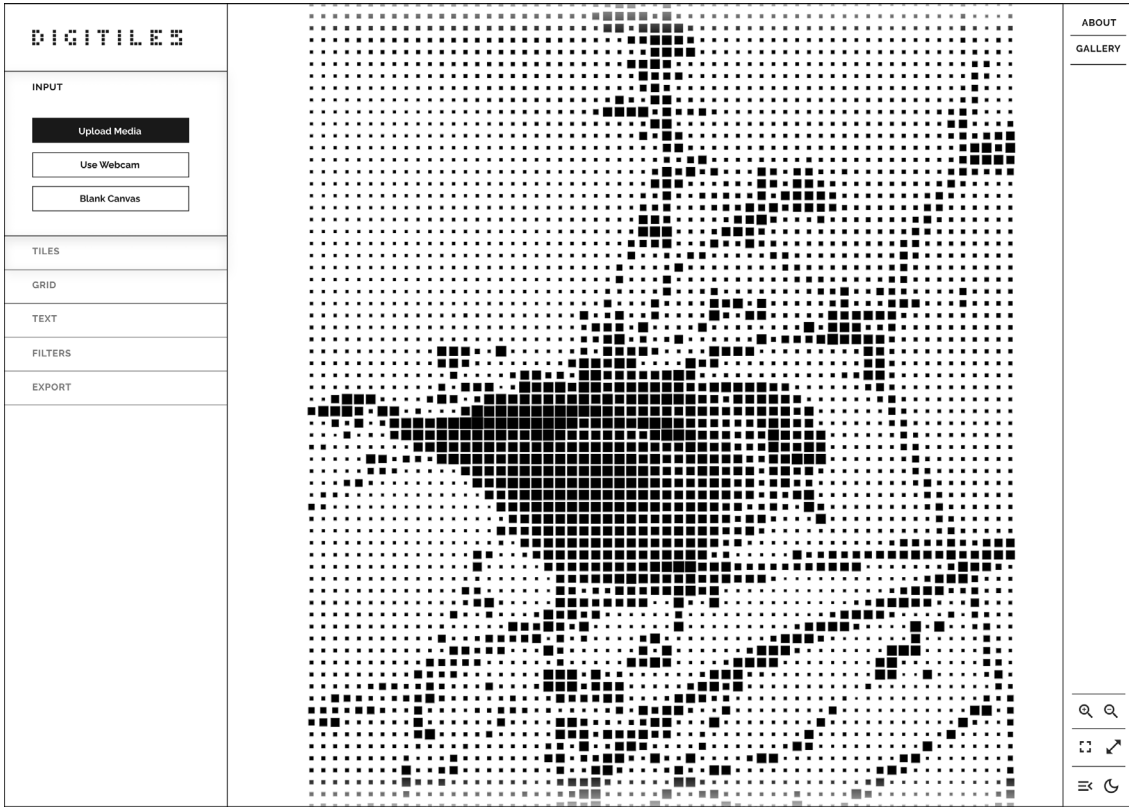 DIGITILES
INPUT
Upload Media
Use Webcam
Blank Canvas
TILES
GRID
TEXT
FILTERS
EXPORT
ABOUT
GALLERY